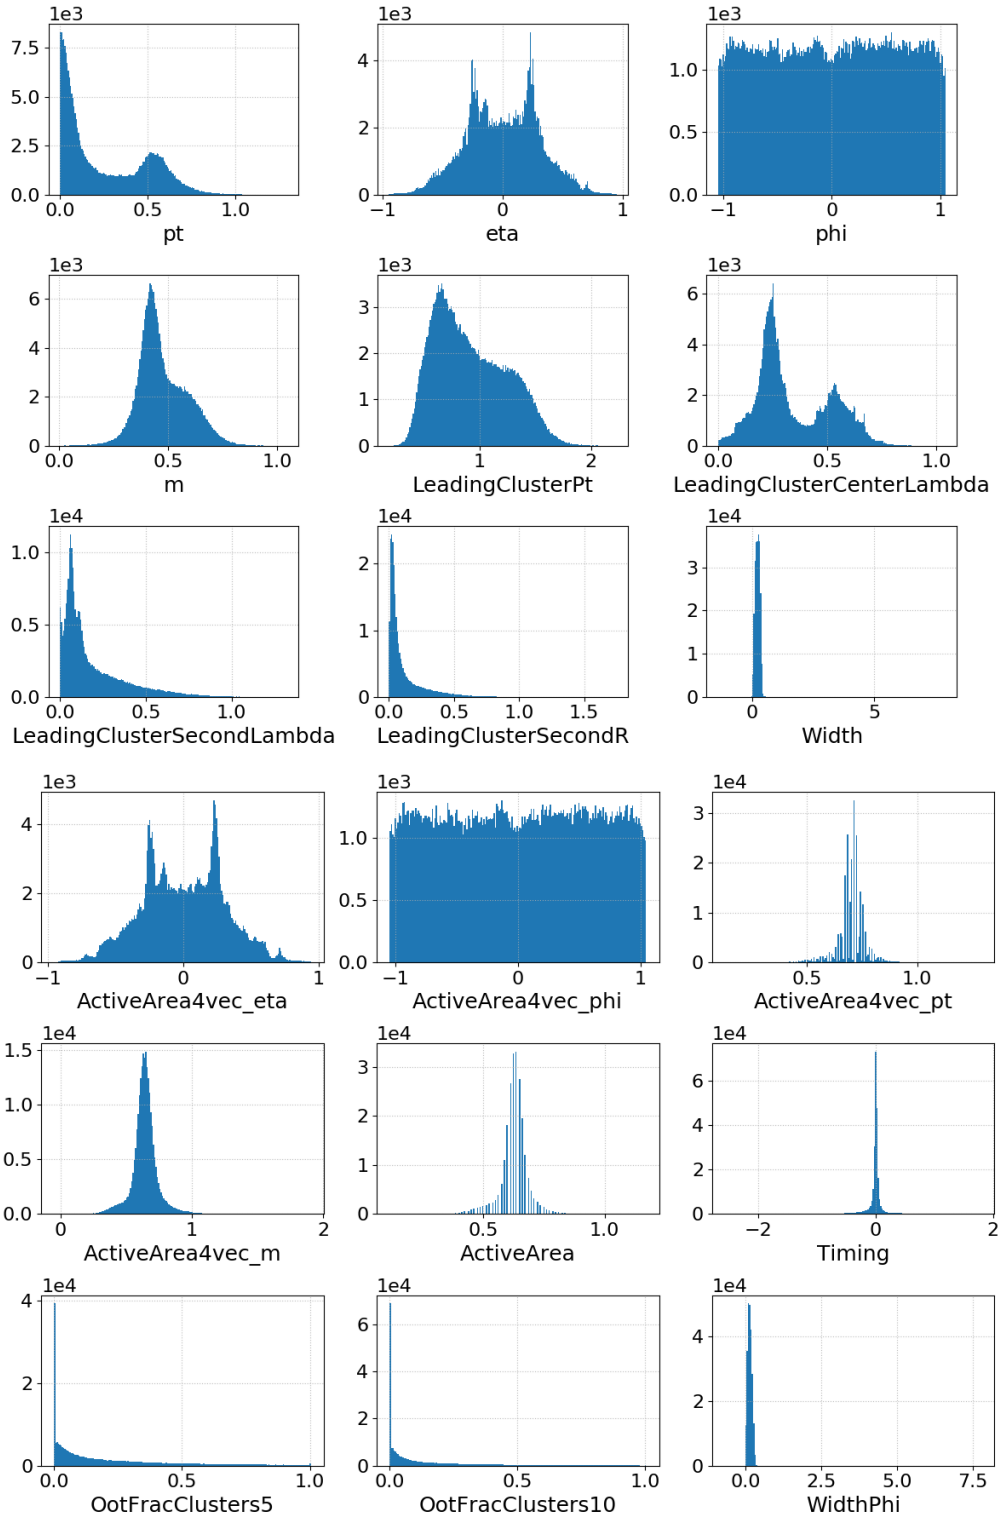 1e3
7.5
5.0
2.5
0.0
0.0 0.5 1.0
pt
1e3
4
2
0
−1 0 1
eta
1e3
1.0
0.5
0.0
−1 0 1
phi
1e3
6
4
2
0
0.0 0.5 1.0
m
1e3
3
2
1
0
1 2
LeadingClusterPt
1e3
6
4
2
0
0.0 0.5 1.0
LeadingClusterCenterLambda
1e4
1.0
0.5
0.0
0.0 0.5 1.0
LeadingClusterSecondLambda
1e4
2
1
0
0.0 0.5 1.0 1.5
LeadingClusterSecondR
1e4
3
2
1
0
0 5
Width
1e3
4
2
0
−1 0 1
ActiveArea4vec_eta
1e3
1.0
0.5
0.0
−1 0 1
ActiveArea4vec_phi
1e4
3
2
1
0
0.5 1.0
ActiveArea4vec_pt
1e4
1.5
1.0
0.5
0.0
0 1 2
ActiveArea4vec_m
1e4
3
2
1
0
0.5 1.0
ActiveArea
1e4
6
4
2
0
−2 0 2
Timing
1e4
4
2
0
0.0 0.5 1.0
OotFracClusters5
1e4
6
4
2
0
0.0 0.5 1.0
OotFracClusters10
1e4
4
2
0
0.0 2.5 5.0 7.5
WidthPhi